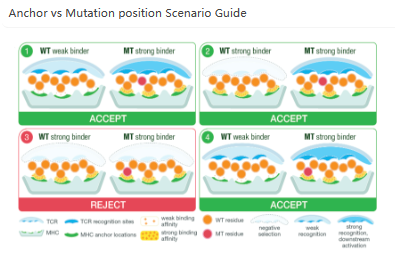 Anchor vs Mutation position Scenario Guide
1 WT weak binder MT strong binder
ACCEPT
2 WT strong binder MT strong binder
ACCEPT
3 WT strong binder MT strong binder
REJECT
4 WT weak binder MT strong binder
ACCEPT
TCR
MHC
TCR recognition sites
MHC anchor locations
weak binding
affinity
strong binding
affinity
WT residue
MT residue
negative
selection
weak
recognition
strong
recognition,
downstream
activation